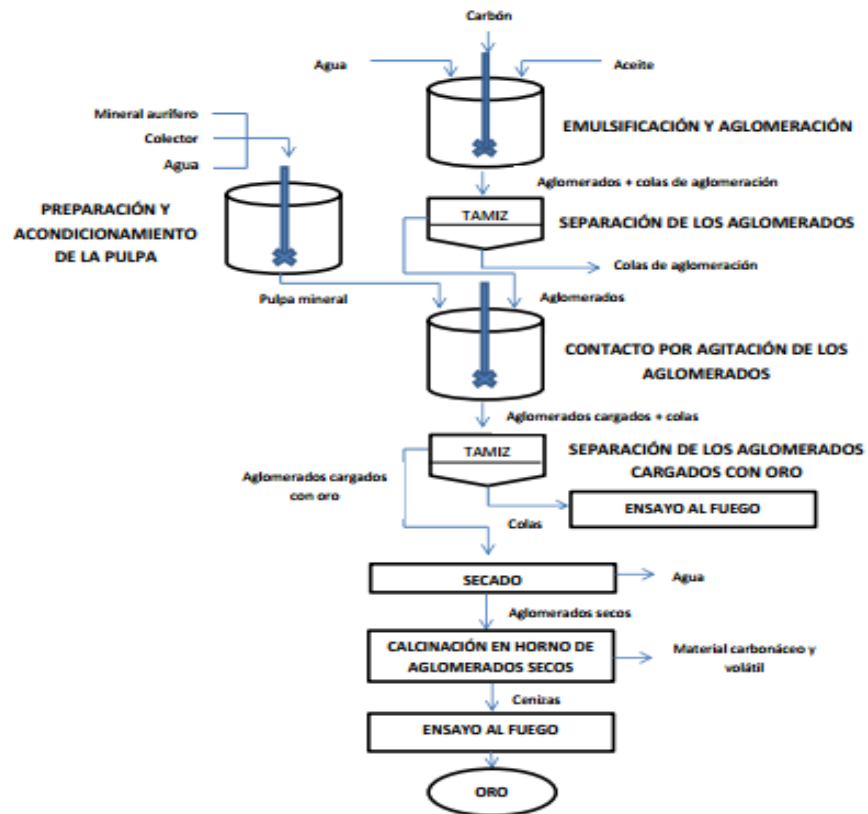 Carbón
Agua
Aceite
Mineral aurífero
Colector
Agua
EMULSIFICACIÓN Y AGLOMERACIÓN
Aglomerados + colas de aglomeración
PREPARACIÓN Y
ACONDICIONAMIENTO
DE LA PULPA
TAMIZ
SEPARACIÓN DE LOS AGLOMERADOS
Colas de aglomeración
Pulpa mineral
Aglomerados
CONTACTO POR AGITACIÓN DE LOS
AGLOMERADOS
Aglomerados cargados + colas
TAMIZ
SEPARACIÓN DE LOS AGLOMERADOS
CARGADOS CON ORO
Aglomerados cargados
con oro
ENSAYO AL FUEGO
Colas
SECADO
Agua
Aglomerados secos
CALCINACIÓN EN HORNO DE
AGLOMERADOS SECOS
Material carbonáceo y
volátil
Cenizas
ENSAYO AL FUEGO
ORO